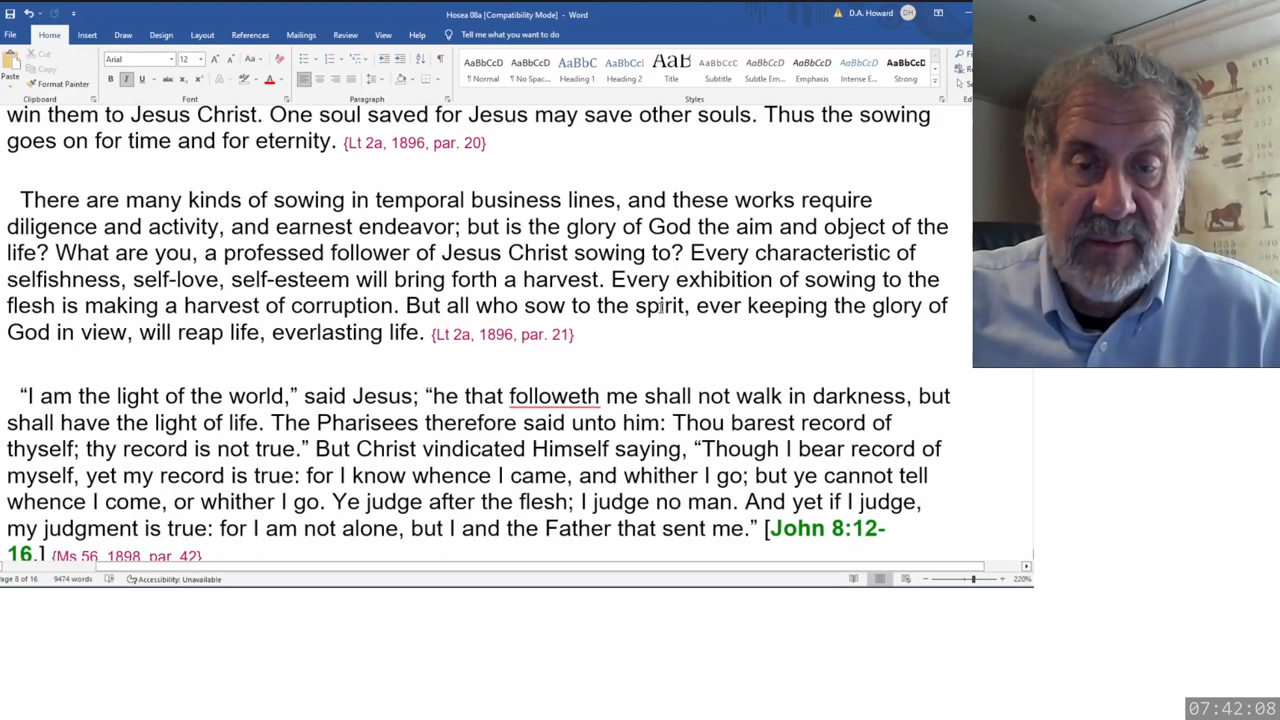 Hosea 08a [Compatibility Mode] - Word
D.A. Howard DH
File Home Insert Draw Design Layout References Mailings Review View Help Tell me what you want to do
Cut
Copy
Paste
Format Painter
Arial 12
AaBbCcD AaBbCcD AaBbC AaBbCcD AaB AaBbCcD AaBbCcD AaBbCcD AaBbCcD AaBbCcD
¶ Normal ¶ No Spac... Heading 1 Heading 2 Title Subtitle Subtle Em... Emphasis Intense E... Strong
Clipboard Font Paragraph Styles
win them to Jesus Christ. One soul saved for Jesus may save other souls. Thus the sowing
goes on for time and for eternity. {Lt 2a, 1896, par. 20}
There are many kinds of sowing in temporal business lines, and these works require
diligence and activity, and earnest endeavor; but is the glory of God the aim and object of the
life? What are you, a professed follower of Jesus Christ sowing to? Every characteristic of
selfishness, self-love, self-esteem will bring forth a harvest. Every exhibition of sowing to the
flesh is making a harvest of corruption. But all who sow to the spirit, ever keeping the glory of
God in view, will reap life, everlasting life. {Lt 2a, 1896, par. 21}
“I am the light of the world,” said Jesus; “he that followeth me shall not walk in darkness, but
shall have the light of life. The Pharisees therefore said unto him: Thou barest record of
thyself; thy record is not true.” But Christ vindicated Himself saying, “Though I bear record of
myself, yet my record is true: for I know whence I came, and whither I go; but ye cannot tell
whence I come, or whither I go. Ye judge after the flesh; I judge no man. And yet if I judge,
my judgment is true: for I am not alone, but I and the Father that sent me.” [John 8:12-
16.] {Ms 56, 1898, par. 42}
age 8 of 16 9474 words Accessibility: Unavailable 220%
07:42:08